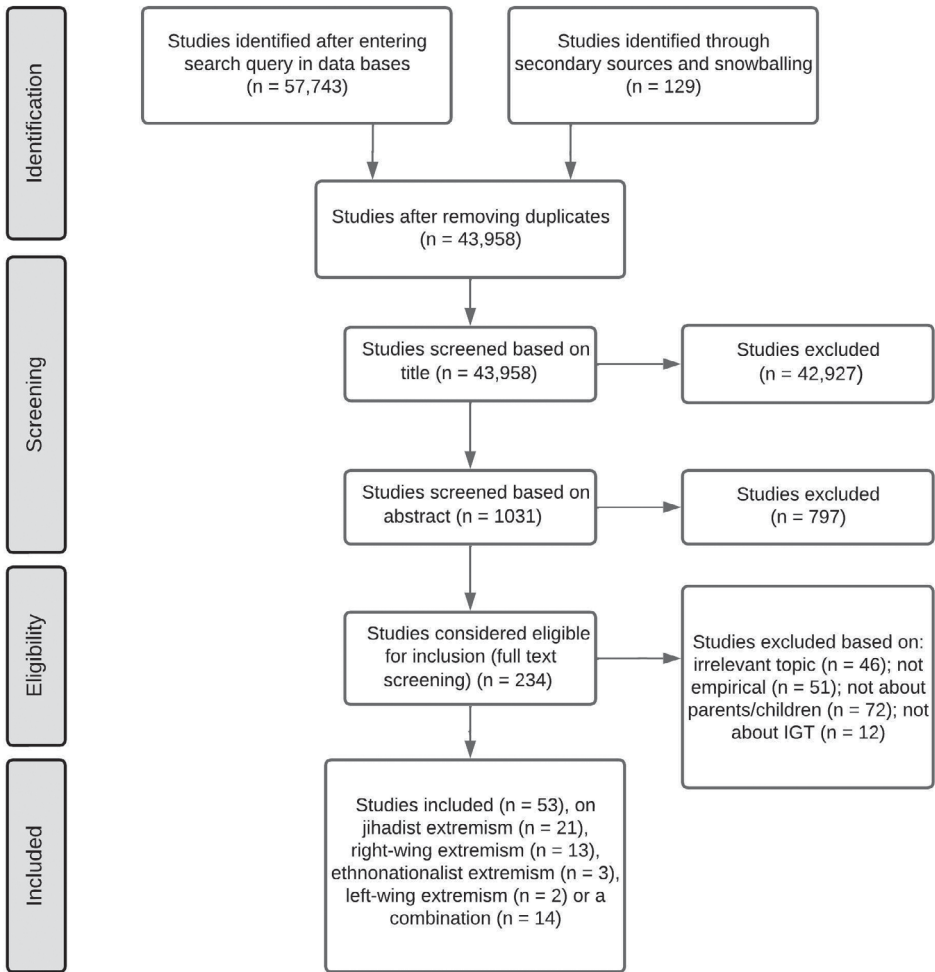 Identification
Studies identified after entering
search query in data bases
(n = 57,743)
Studies identified through
secondary sources and snowballing
(n = 129)
Studies after removing duplicates
(n = 43,958)
Screening
Studies screened based on
title (n = 43,958)
Studies excluded
(n = 42,927)
Studies screened based on
abstract (n = 1031)
Studies excluded
(n = 797)
Eligibility
Studies considered eligible
for inclusion (full text
screening) (n = 234)
Studies excluded based on:
irrelevant topic (n = 46); not
empirical (n = 51); not about
parents/children (n = 72); not
about IGT (n = 12)
Included
Studies included (n = 53), on
jihadist extremism (n = 21),
right-wing extremism (n = 13),
ethnonationalist extremism (n = 3),
left-wing extremism (n = 2) or a
combination (n = 14)